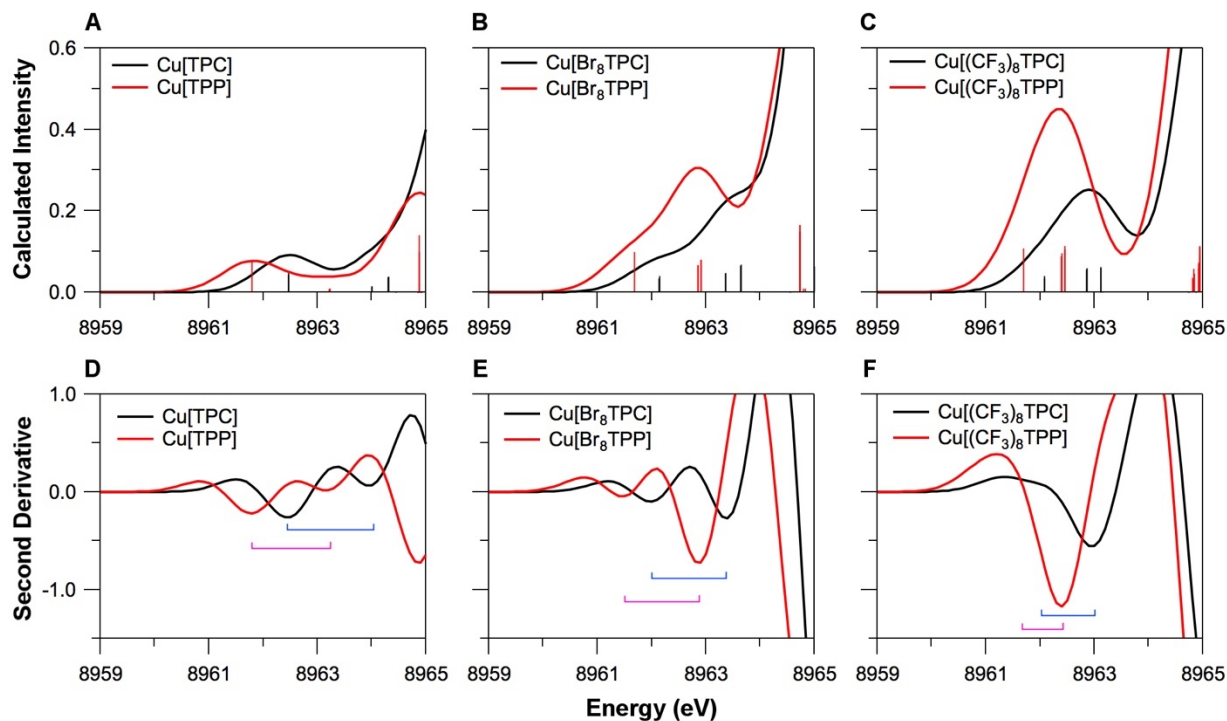 A
B
C
Calculated Intensity
0.6
0.4
0.2
0.0
Cu[TPC]
Cu[TPP]
Cu[Br₈TPC]
Cu[Br₈TPP]
Cu[(CF₃)₈TPC]
Cu[(CF₃)₈TPP]
8959 8961 8963 8965
8959 8961 8963 8965
8959 8961 8963 8965
D
E
F
Second Derivative
1.0
0.0
-1.0
Cu[TPC]
Cu[TPP]
Cu[Br₈TPC]
Cu[Br₈TPP]
Cu[(CF₃)₈TPC]
Cu[(CF₃)₈TPP]
8959 8961 8963 8965
8959 8961 8963 8965
8959 8961 8963 8965
Energy (eV)